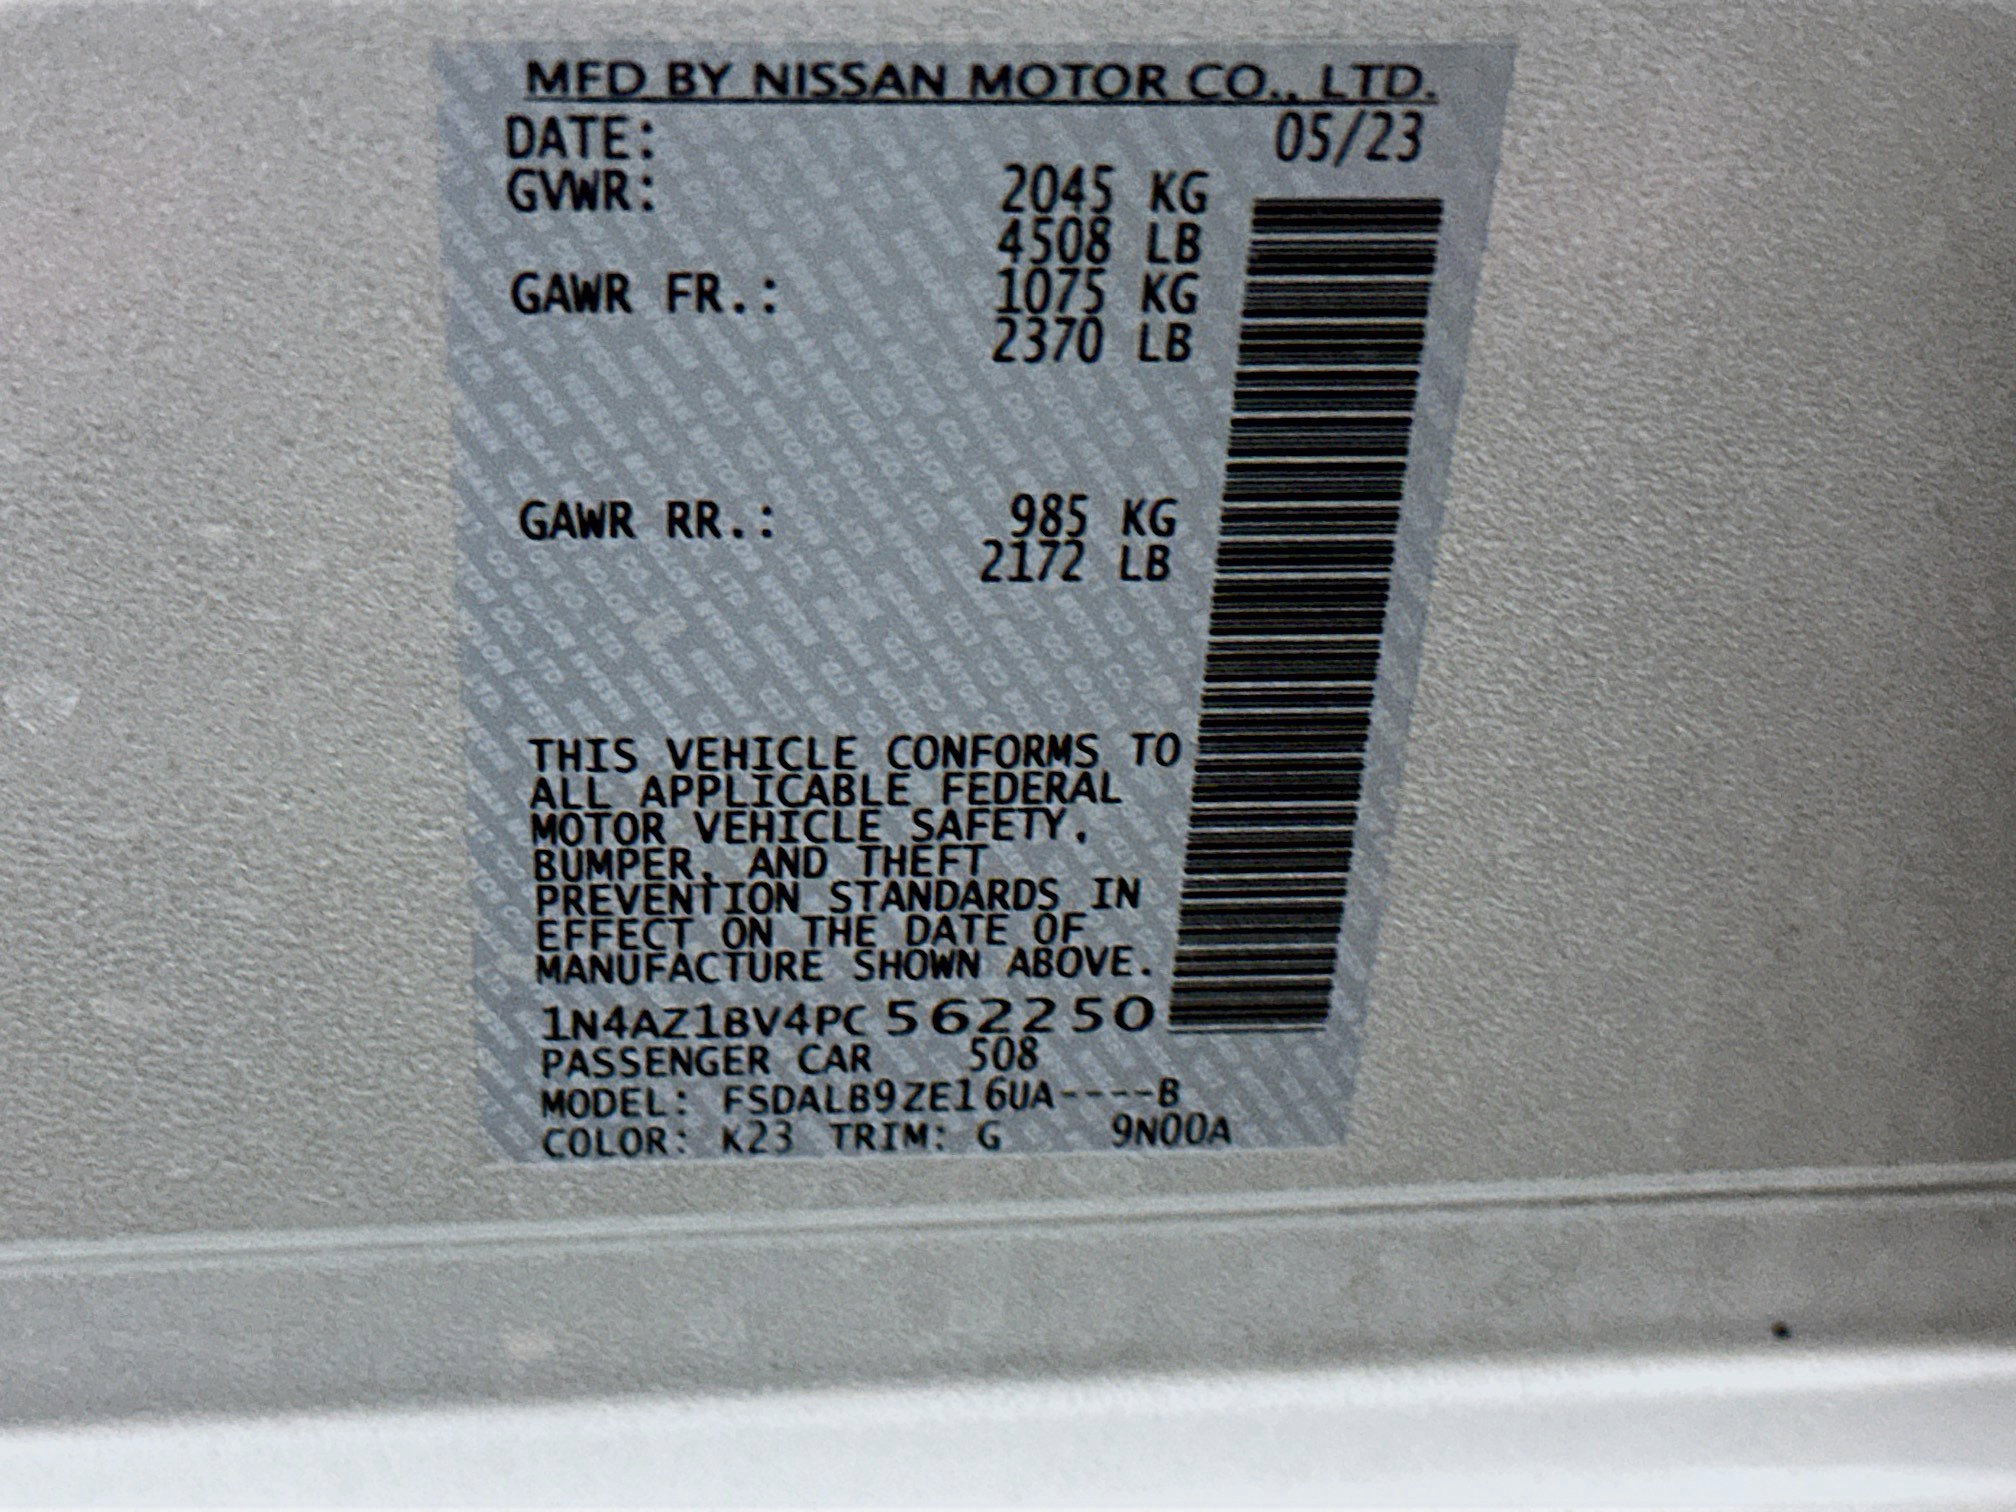 MFD BY NISSAN MOTOR CO., LTD.
DATE: 05/23
GVWR: 2045 KG
4508 LB
GAWR FR.: 1075 KG
2370 LB
GAWR RR.: 985 KG
2172 LB
THIS VEHICLE CONFORMS TO
ALL APPLICABLE FEDERAL
MOTOR VEHICLE SAFETY,
BUMPER, AND THEFT
PREVENTION STANDARDS IN
EFFECT ON THE DATE OF
MANUFACTURE SHOWN ABOVE.
1N4AZ1BV4PC562250
PASSENGER CAR 508
MODEL: FSDALB9ZE16UA----B
COLOR: K23 TRIM: G 9N00A